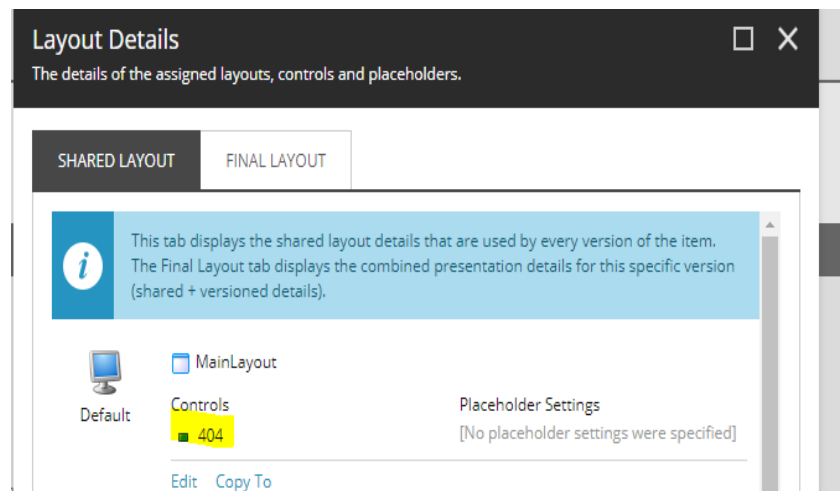 Layout Details
The details of the assigned layouts, controls and placeholders.
SHARED LAYOUT
FINAL LAYOUT
This tab displays the shared layout details that are used by every version of the item.
The Final Layout tab displays the combined presentation details for this specific version
(shared + versioned details).
Default
MainLayout
Controls
404
Placeholder Settings
[No placeholder settings were specified]
Edit Copy To